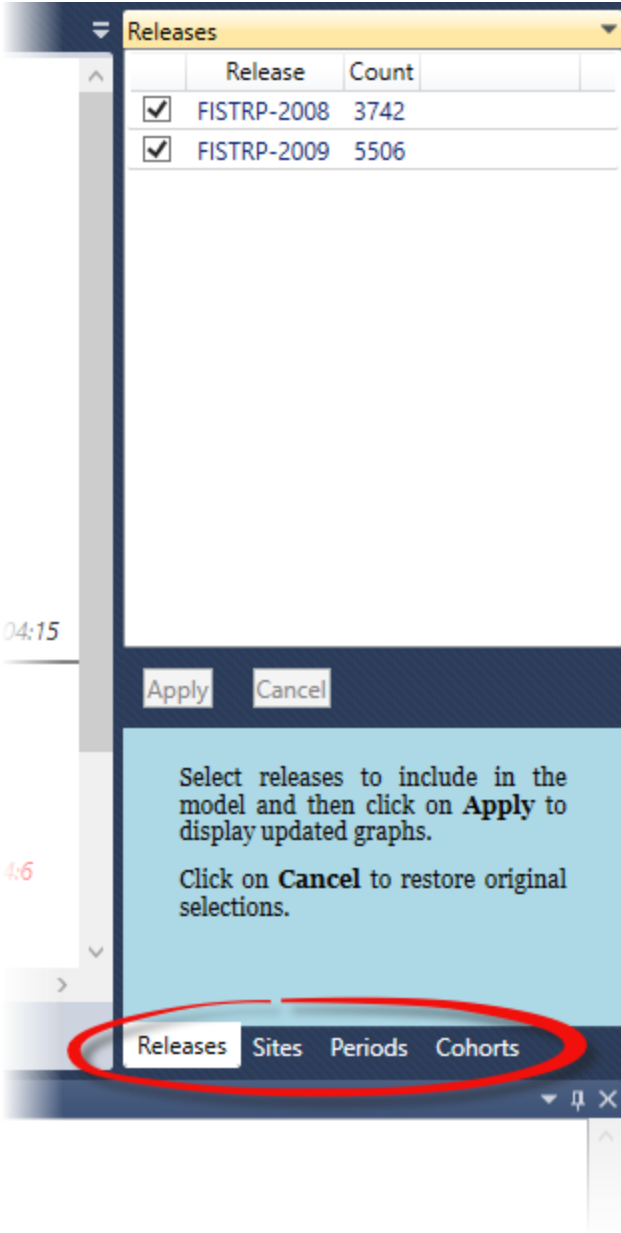 Releases
Release Count
FISTRP-2008 3742
FISTRP-2009 5506
04:15
Apply Cancel
Select releases to include in the
model and then click on Apply to
display updated graphs.
4:6
Click on Cancel to restore original
selections.
Releases Sites Periods Cohorts